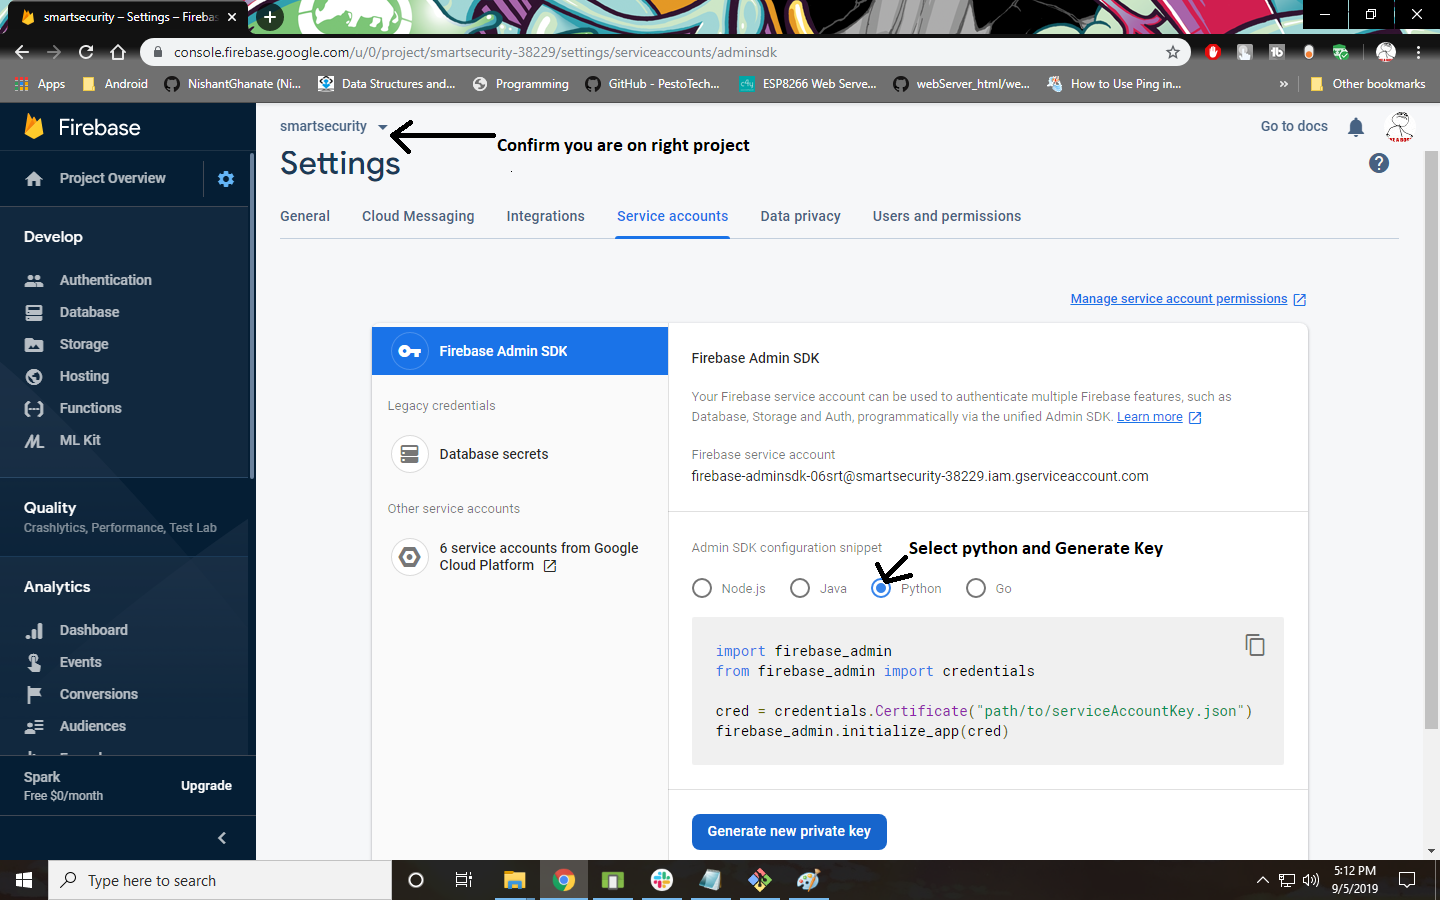 smartsecurity – Settings – Firebas
console.firebase.google.com/u/0/project/smartsecurity-38229/settings/serviceaccounts/adminsdk
Apps Android NishantGhanate (Ni... Data Structures and... Programming GitHub - PestoTech... ESP8266 Web Serve... webServer_html/we... How to Use Ping in... » Other bookmarks
Firebase
Project Overview
Develop
Authentication
Database
Storage
Hosting
Functions
ML Kit
Quality
Crashlytics, Performance, Test Lab
Analytics
Dashboard
Events
Conversions
Audiences
Spark
Free $0/month
Upgrade
smartsecurity
Confirm you are on right project
Go to docs
Settings
General Cloud Messaging Integrations Service accounts Data privacy Users and permissions
Manage service account permissions
Firebase Admin SDK
Legacy credentials
Database secrets
Other service accounts
6 service accounts from Google
Cloud Platform
Firebase Admin SDK
Your Firebase service account can be used to authenticate multiple Firebase features, such as
Database, Storage and Auth, programmatically via the unified Admin SDK. Learn more
Firebase service account
firebase-adminsdk-06srt@smartsecurity-38229.iam.gserviceaccount.com
Admin SDK configuration snippet
Select python and Generate Key
Node.js Java Python Go
import firebase_admin
from firebase_admin import credentials
cred = credentials.Certificate("path/to/serviceAccountKey.json")
firebase_admin.initialize_app(cred)
Generate new private key
Type here to search
5:12 PM
9/5/2019